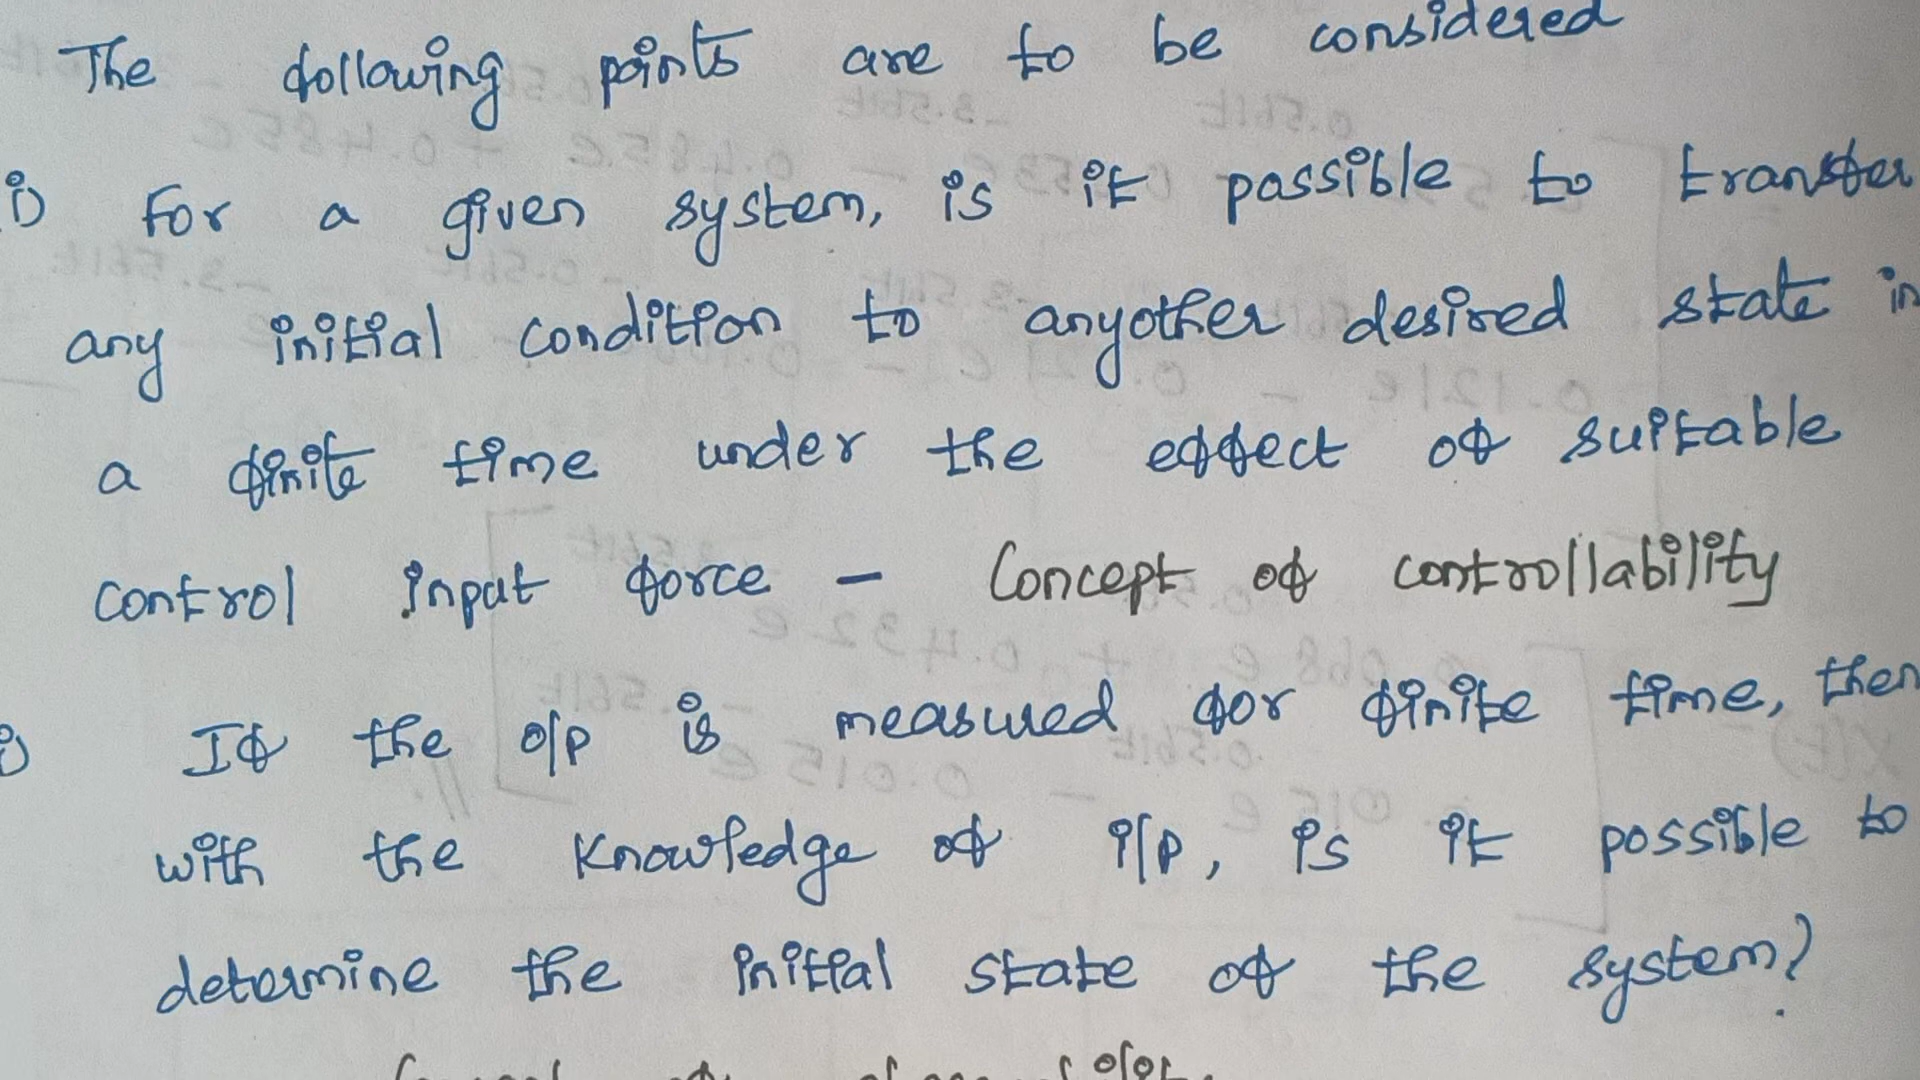 The following points are to be considered
i) For a given system, is it possible to transfer
any initial condition to anyother desired state in
a finite time under the effect of suitable
control input force - Concept of controllability
If the o/p is measured for finite time, then
with the knowledge of i/p, is it possible to
determine the initial state of the system?